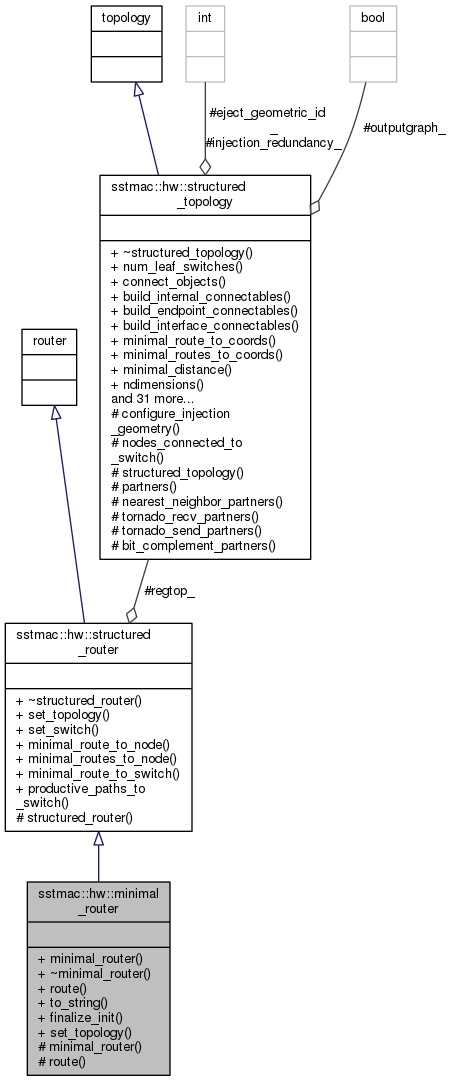 topology
int
bool
#eject_geometric_id
_
#injection_redundancy_
#outputgraph_
sstmac::hw::structured
_topology
+ ~structured_topology()
+ num_leaf_switches()
+ connect_objects()
+ build_internal_connectables()
+ build_endpoint_connectables()
+ build_interface_connectables()
+ minimal_route_to_coords()
+ minimal_routes_to_coords()
+ minimal_distance()
+ ndimensions()
and 31 more...
# configure_injection
_geometry()
# nodes_connected_to
_switch()
# structured_topology()
# partners()
# nearest_neighbor_partners()
# tornado_recv_partners()
# tornado_send_partners()
# bit_complement_partners()
router
#regtop_
sstmac::hw::structured
_router
+ ~structured_router()
+ set_topology()
+ set_switch()
+ minimal_route_to_node()
+ minimal_routes_to_node()
+ minimal_route_to_switch()
+ productive_paths_to
_switch()
# structured_router()
sstmac::hw::minimal
_router
+ minimal_router()
+ ~minimal_router()
+ route()
+ to_string()
+ finalize_init()
+ set_topology()
# minimal_router()
# route()